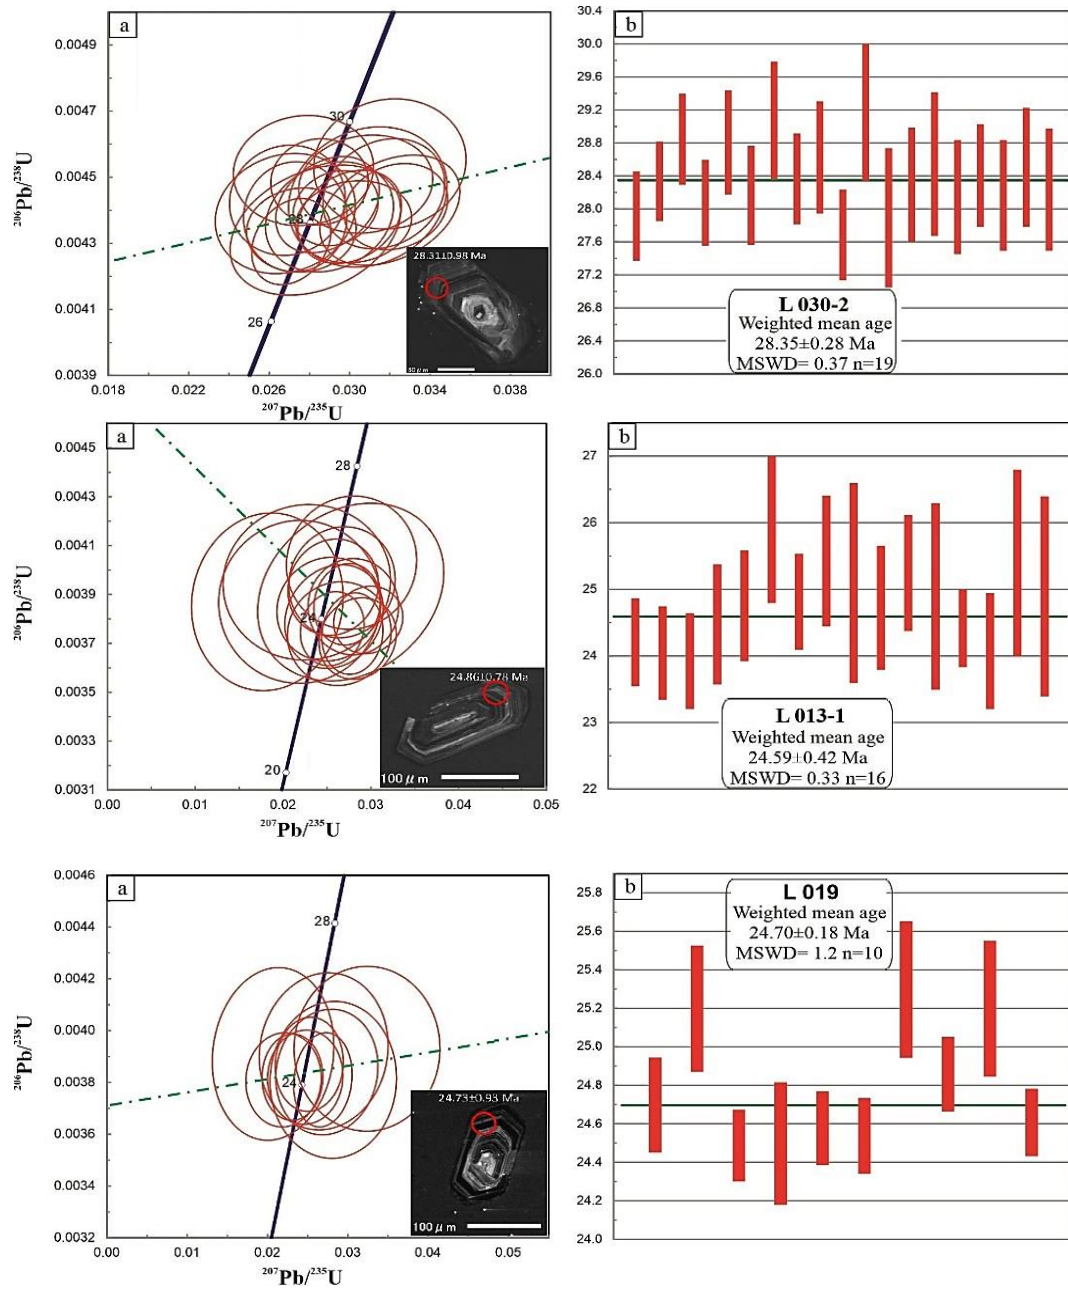 a
0.0049
0.0047
0.0045
0.0043
0.0041
0.0039
²⁰⁶Pb/²³⁸U
30
28
26
28.31±0.98 Ma
0.018
0.022
0.026
0.030
0.034
0.038
²⁰⁷Pb/²³⁵U
b
30.4
30.0
29.6
29.2
28.8
28.4
28.0
27.6
27.2
26.8
26.4
26.0
L 030-2
Weighted mean age
28.35±0.28 Ma
MSWD= 0.37 n=19
a
0.0045
0.0043
0.0041
0.0039
0.0037
0.0035
0.0033
0.0031
²⁰⁶Pb/²³⁸U
28
24
20
24.86±0.78 Ma
100 μ m
0.00
0.01
0.02
0.03
0.04
0.05
²⁰⁷Pb/²³⁵U
b
27
26
25
24
23
22
L 013-1
Weighted mean age
24.59±0.42 Ma
MSWD= 0.33 n=16
a
0.0046
0.0044
0.0042
0.0040
0.0038
0.0036
0.0034
0.0032
²⁰⁶Pb/²³⁸U
28
24
24.73±0.93 Ma
100 μ m
0.00
0.01
0.02
0.03
0.04
0.05
²⁰⁷Pb/²³⁵U
b
25.8
25.6
25.4
25.2
25.0
24.8
24.6
24.4
24.2
24.0
L 019
Weighted mean age
24.70±0.18 Ma
MSWD= 1.2 n=10